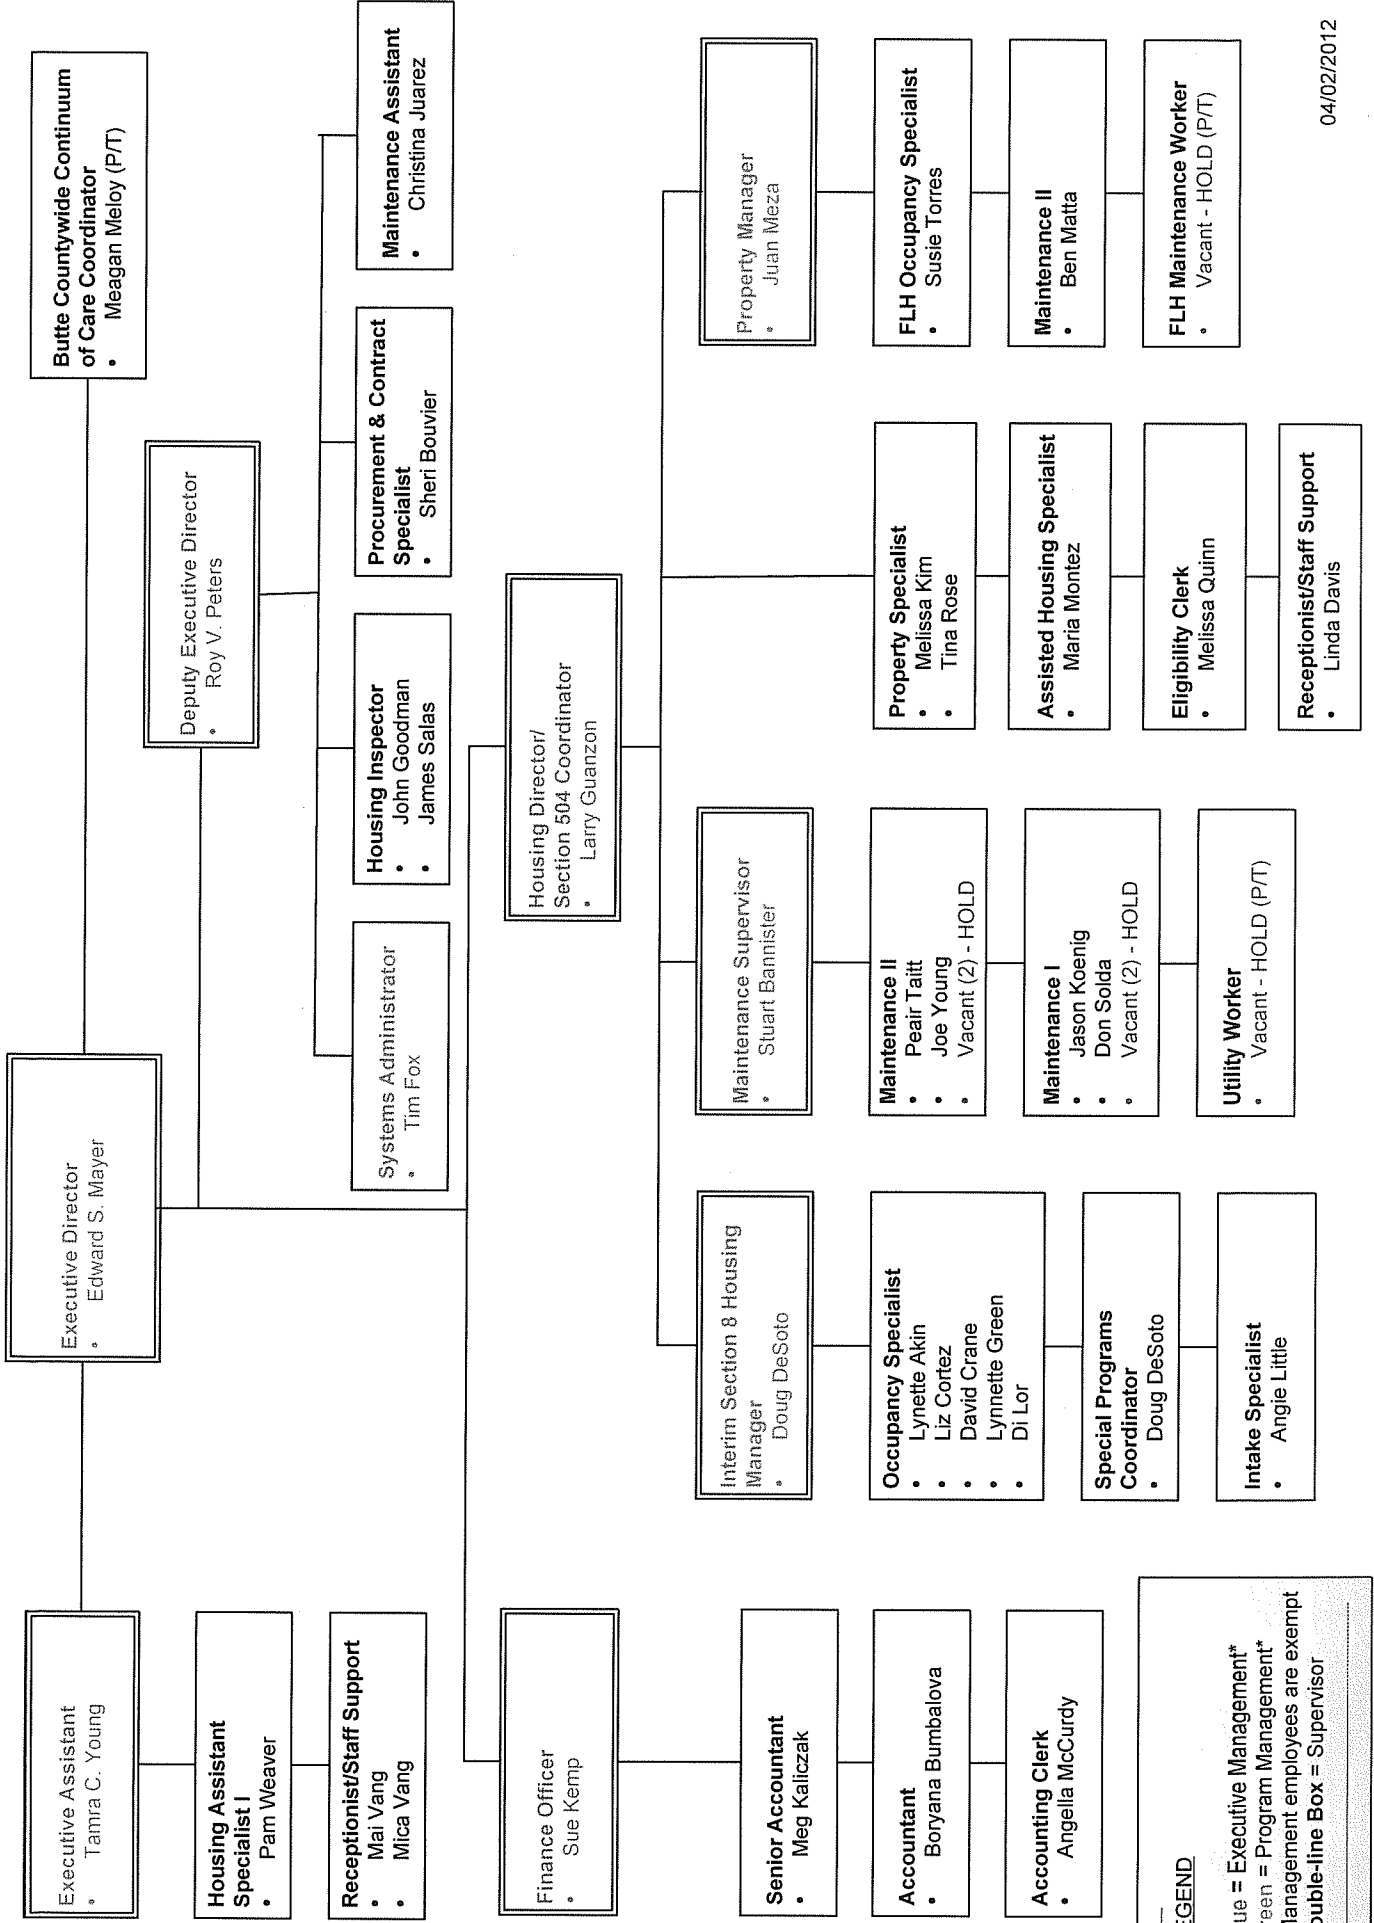 Executive Director
• Edward S. Mayer
Executive Assistant
• Tamra C. Young
Butte Countywide Continuum
of Care Coordinator
• Meagan Meloy (P/T)
Housing Assistant
Specialist I
• Pam Weaver
Receptionist/Staff Support
• Mai Vang
• Mica Vang
Deputy Executive Director
• Roy V. Peters
Systems Administrator
• Tim Fox
Housing Inspector
• John Goodman
• James Salas
Procurement & Contract
Specialist
• Sheri Bouvier
Maintenance Assistant
• Christina Juarez
Finance Officer
• Sue Kemp
Housing Director/
Section 504 Coordinator
• Larry Guanzon
Senior Accountant
• Meg Kaliczak
Accountant
• Boryana Bumbalova
Accounting Clerk
• Angella McCurdy
Interim Section 8 Housing
Manager
• Doug DeSoto
Occupancy Specialist
• Lynette Akin
• Liz Cortez
• David Crane
• Lynnette Green
• Di Lor
Special Programs
Coordinator
• Doug DeSoto
Intake Specialist
• Angie Little
Maintenance Supervisor
• Stuart Bannister
Maintenance II
• Peair Taitt
• Joe Young
• Vacant (2) - HOLD
Maintenance I
• Jason Koenig
• Don Solda
• Vacant (2) - HOLD
Utility Worker
• Vacant - HOLD (P/T)
Property Specialist
• Melissa Kim
• Tina Rose
Assisted Housing Specialist
• Maria Montez
Eligibility Clerk
• Melissa Quinn
Receptionist/Staff Support
• Linda Davis
Property Manager
• Juan Meza
FLH Occupancy Specialist
• Susie Torres
Maintenance II
• Ben Matta
FLH Maintenance Worker
• Vacant - HOLD (P/T)
EGEND
ue = Executive Management*
een = Program Management*
anagement employees are exempt
ouble-line Box = Supervisor
04/02/2012